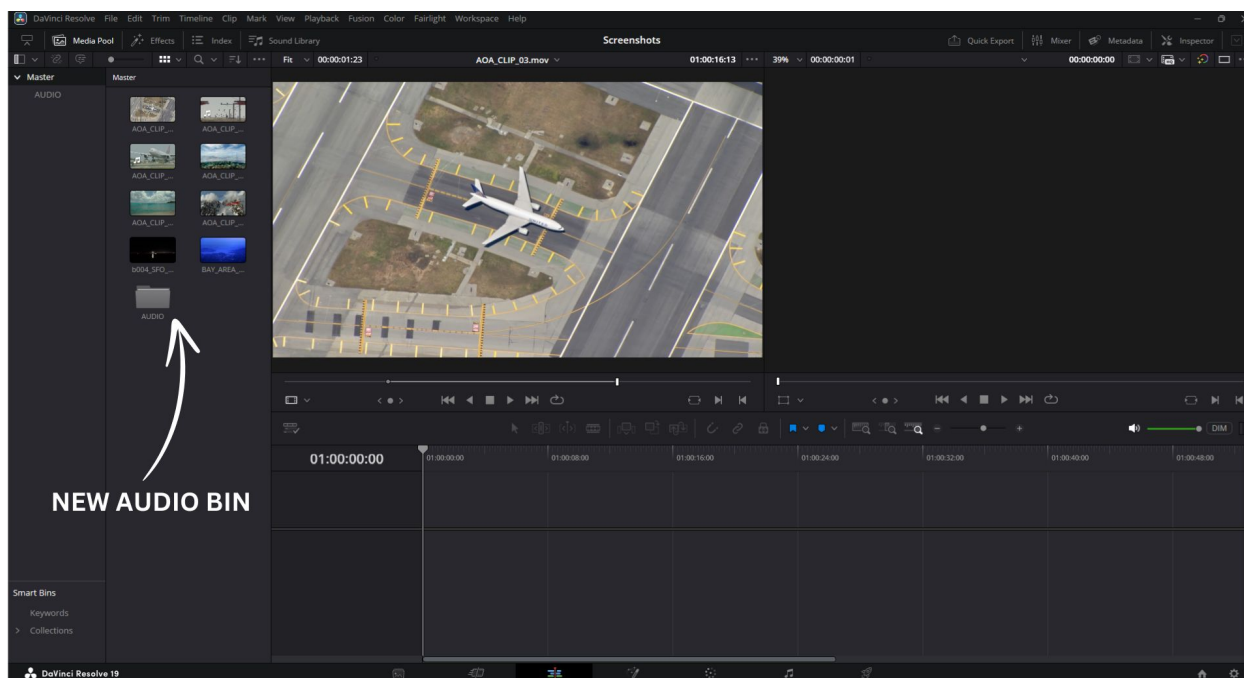 DaVinci Resolve File Edit Trim Timeline Clip Mark View Playback Fusion Color Fairlight Workspace Help
Media Pool Effects Index Sound Library Screenshots Quick Export Mixer Metadata Inspector
Fit 00:00:01:23 AOA_CLIP_03.mov 01:00:16:13 39% 00:00:00:01 00:00:00:00
Master Master
AUDIO
AOA_CLIP_... AOA_CLIP_...
AOA_CLIP_... AOA_CLIP_...
AOA_CLIP_... AOA_CLIP_...
b004_SFO_... BAY_AREA_...
AUDIO
DIM
01:00:00:00 01:00:00:00 01:00:08:00 01:00:16:00 01:00:24:00 01:00:32:00 01:00:40:00 01:00:48:00
NEW AUDIO BIN
Smart Bins
Keywords
Collections
DaVinci Resolve 19